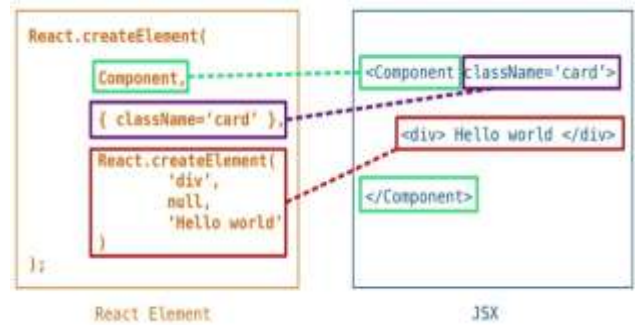 React.createElement(
Component,
{ className='card' },
React.createElement(
'div',
null,
'Hello world'
)
);
React Element
<Component className='card'>
<div> Hello world </div>
</Component>
JSX